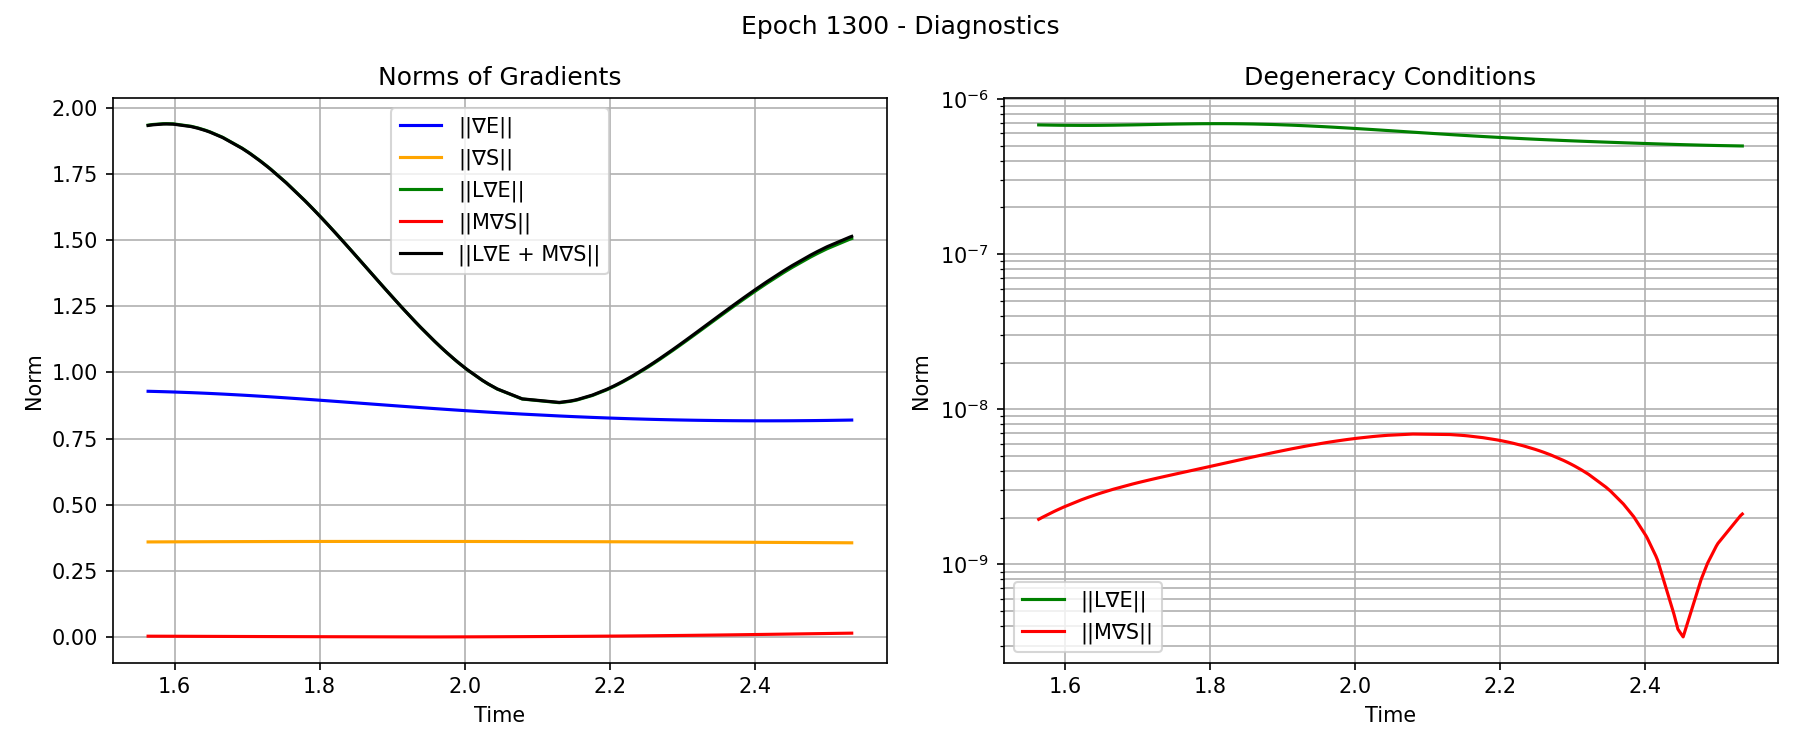 Epoch 1300 - Diagnostics
Norms of Gradients
2.00
1.75
1.50
1.25
1.00
0.75
0.50
0.25
0.00
Norm
||∇E||
||∇S||
||L∇E||
||M∇S||
||L∇E + M∇S||
1.6 1.8 2.0 2.2 2.4
Time
Degeneracy Conditions
10⁻⁶
10⁻⁷
10⁻⁸
10⁻⁹
Norm
||L∇E||
||M∇S||
1.6 1.8 2.0 2.2 2.4
Time